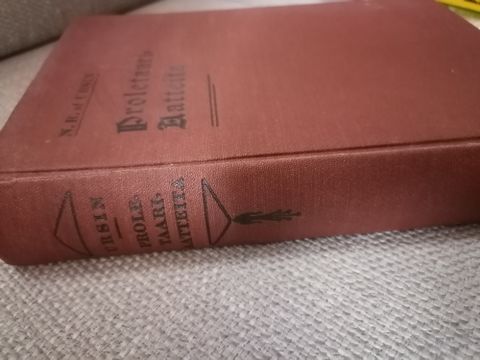 N. R. af URSIN
Proletaari-
Aatteita
URSIN
PROLE-
TAARI-
AATTEITA